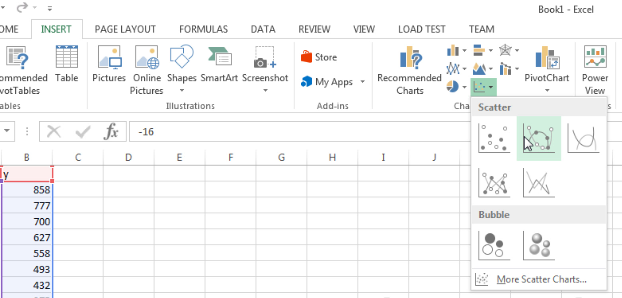 Book1 - Excel
OME INSERT PAGE LAYOUT FORMULAS DATA REVIEW VIEW LOAD TEST TEAM
ommended
ivotTables
Table
Pictures
Online
Pictures
Shapes
SmartArt
Screenshot
Store
My Apps
Recommended
Charts
PivotChart
Power
View
ables
Illustrations
Add-ins
Cha
Scatter
fx -16
B C D E F G H I J
y
858
777
700
627
558
493
432
Bubble
More Scatter Charts...